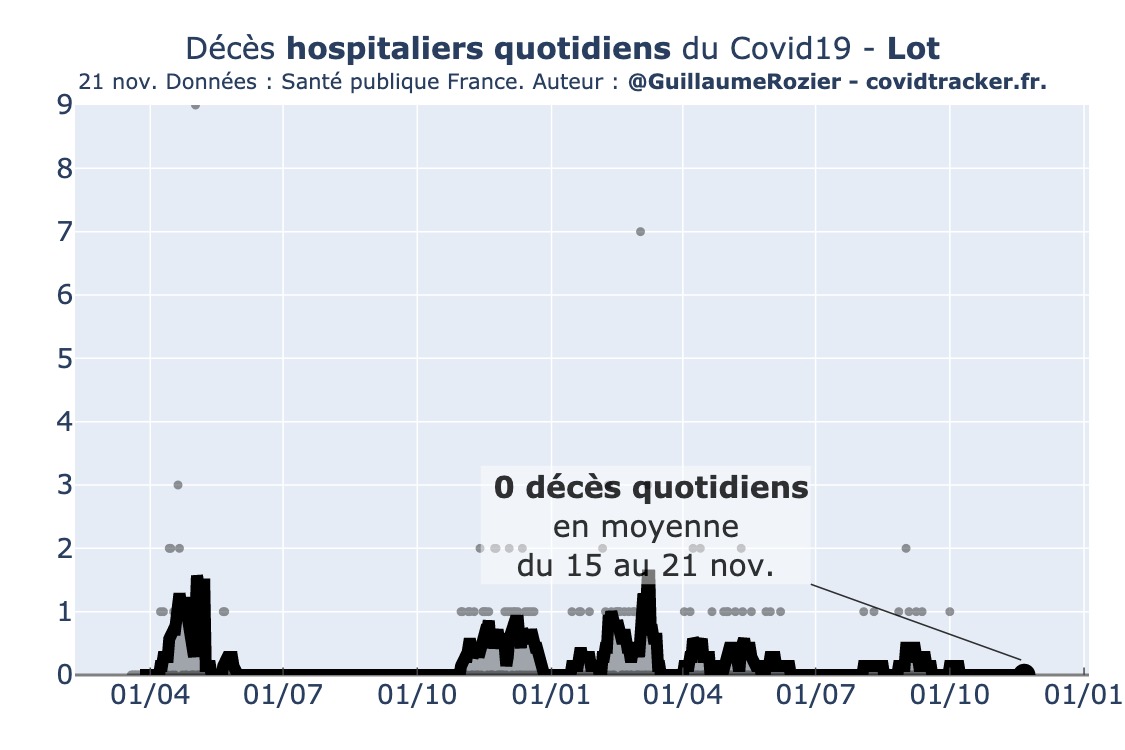 Décès hospitaliers quotidiens du Covid19 - Lot
21 nov. Données : Santé publique France. Auteur : @GuillaumeRozier - covidtracker.fr.
9
8
7
6
5
4
3
2
1
0
0 décès quotidiens
en moyenne
du 15 au 21 nov.
01/04 01/07 01/10 01/01 01/04 01/07 01/10 01/01